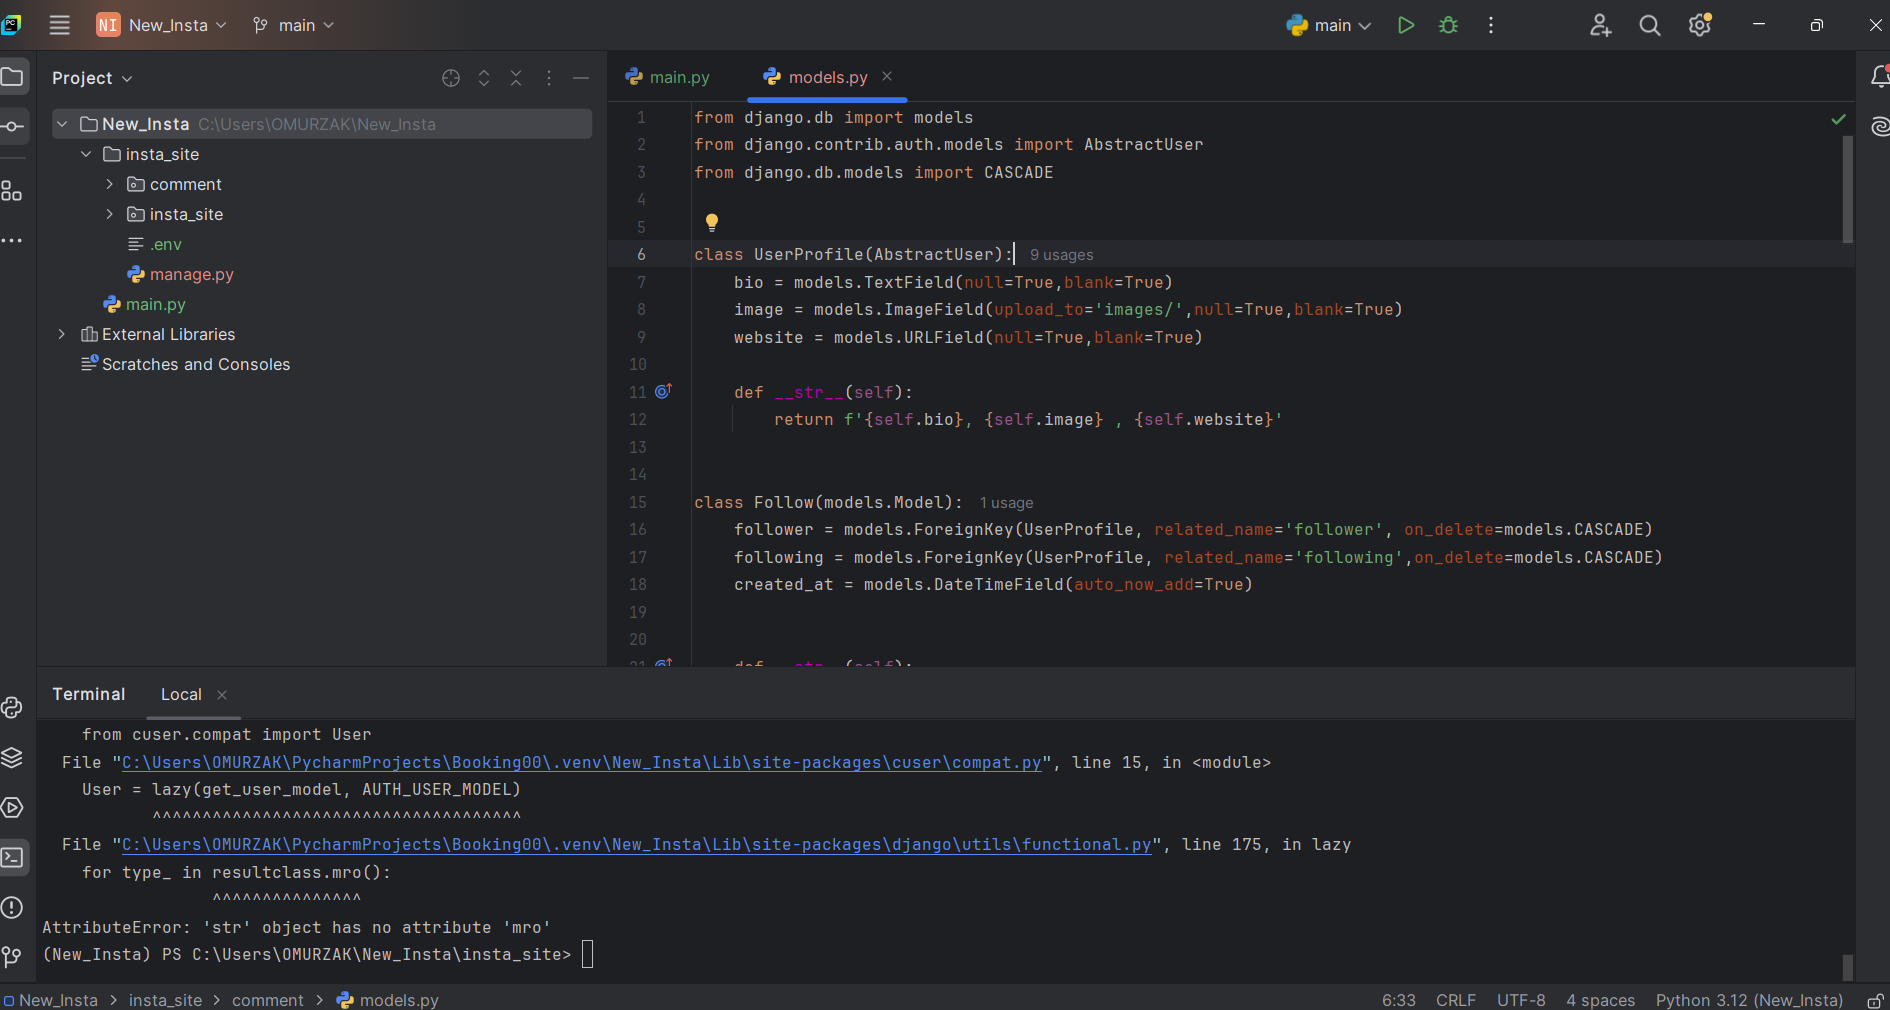 NI New_Insta main
main
Project
New_Insta C:\Users\OMURZAK\New_Insta
insta_site
comment
insta_site
.env
manage.py
main.py
External Libraries
Scratches and Consoles
main.py models.py
1 from django.db import models
2 from django.contrib.auth.models import AbstractUser
3 from django.db.models import CASCADE
4
5
6 class UserProfile(AbstractUser): 9 usages
7 bio = models.TextField(null=True,blank=True)
8 image = models.ImageField(upload_to='images/',null=True,blank=True)
9 website = models.URLField(null=True,blank=True)
10
11 def __str__(self):
12 return f'{self.bio}, {self.image} , {self.website}'
13
14
15 class Follow(models.Model): 1 usage
16 follower = models.ForeignKey(UserProfile, related_name='follower', on_delete=models.CASCADE)
17 following = models.ForeignKey(UserProfile, related_name='following',on_delete=models.CASCADE)
18 created_at = models.DateTimeField(auto_now_add=True)
19
20
21 def __str__(self):
Terminal Local
from cuser.compat import User
File "C:\Users\OMURZAK\PycharmProjects\Booking00\.venv\New_Insta\Lib\site-packages\cuser\compat.py", line 15, in <module>
User = lazy(get_user_model, AUTH_USER_MODEL)
^^^^^^^^^^^^^^^^^^^^^^^^^^^^^^^^^^^^^
File "C:\Users\OMURZAK\PycharmProjects\Booking00\.venv\New_Insta\Lib\site-packages\django\utils\functional.py", line 175, in lazy
for type_ in resultclass.mro():
^^^^^^^^^^^^^^^
AttributeError: 'str' object has no attribute 'mro'
(New_Insta) PS C:\Users\OMURZAK\New_Insta\insta_site>
New_Insta > insta_site > comment > models.py 6:33 CRLF UTF-8 4 spaces Python 3.12 (New_Insta)